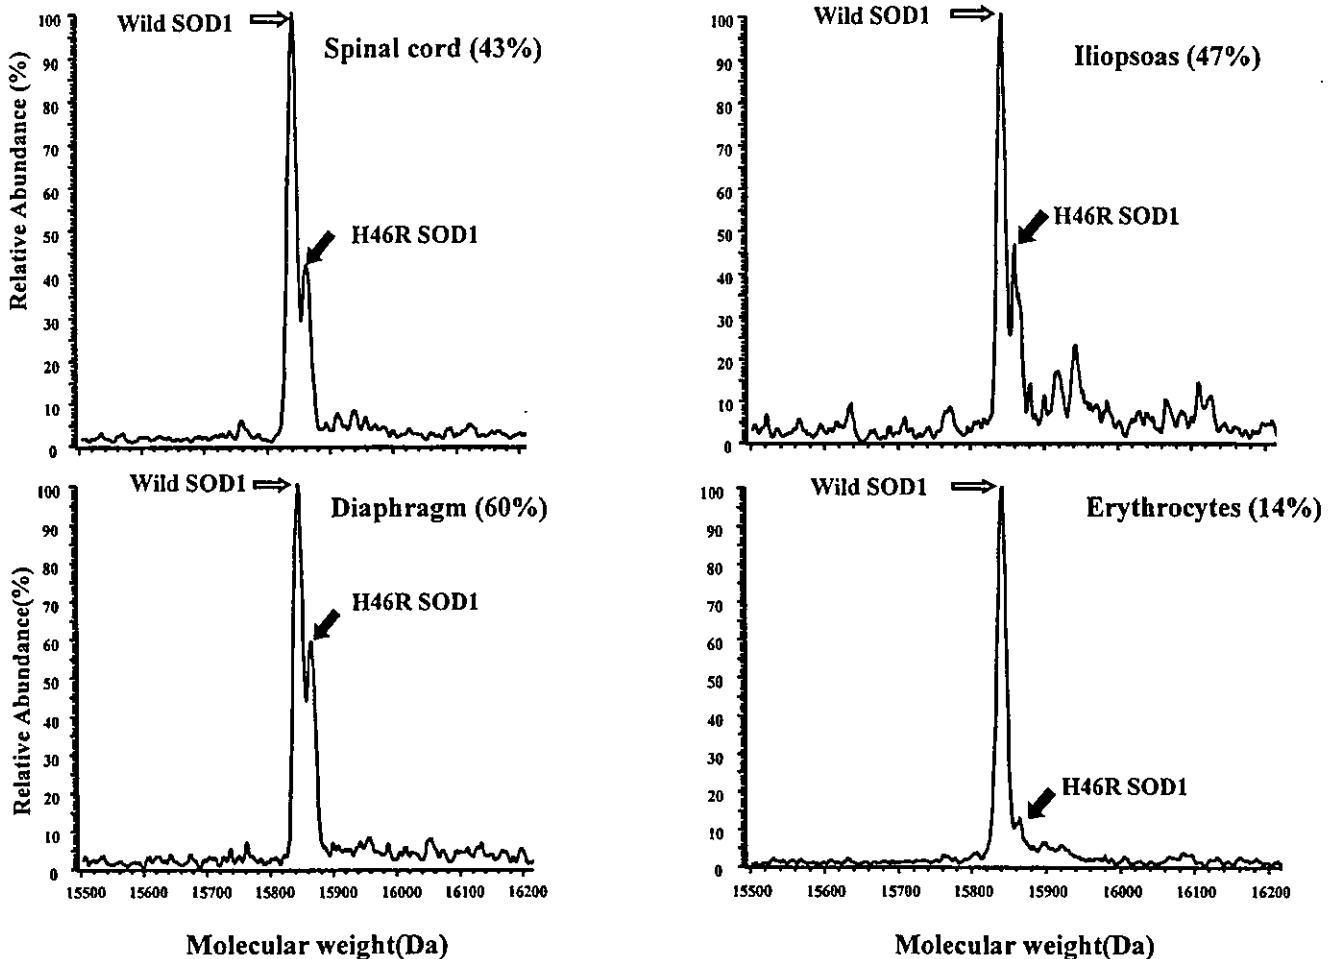 Wild SOD1
Spinal cord (43%)
H46R SOD1
Relative Abundance (%)
100
90
80
70
60
50
40
30
20
10
0
Wild SOD1
Iliopsoas (47%)
H46R SOD1
100
90
80
70
60
50
40
30
20
10
0
Wild SOD1
Diaphragm (60%)
H46R SOD1
Relative Abundance(%)
100
90
80
70
60
50
40
30
20
10
0
15500 15600 15700 15800 15900 16000 16100 16200
Molecular weight(Da)
Wild SOD1
Erythrocytes (14%)
H46R SOD1
100
90
80
70
60
50
40
30
20
10
0
15500 15600 15700 15800 15900 16000 16100 16200
Molecular weight(Da)